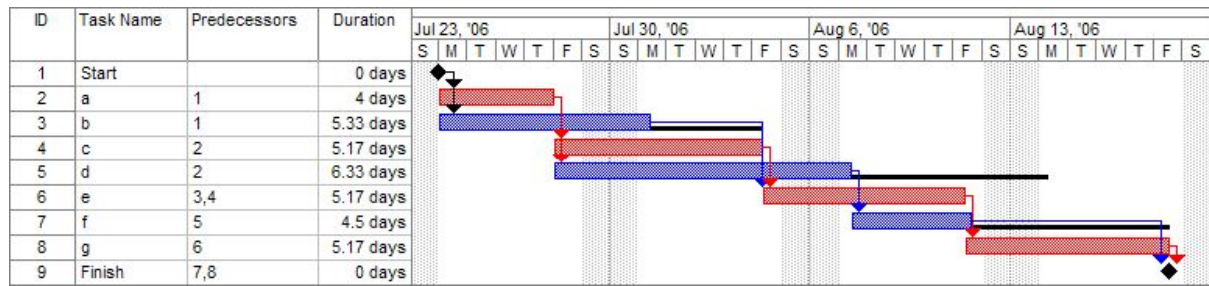 ID Task Name Predecessors Duration
Jul 23, '06 Jul 30, '06 Aug 6, '06 Aug 13, '06
S M T W T F S S M T W T F S S M T W T F S S M T W T F S
1 Start 0 days
2 a 1 4 days
3 b 1 5.33 days
4 c 2 5.17 days
5 d 2 6.33 days
6 e 3,4 5.17 days
7 f 5 4.5 days
8 g 6 5.17 days
9 Finish 7,8 0 days